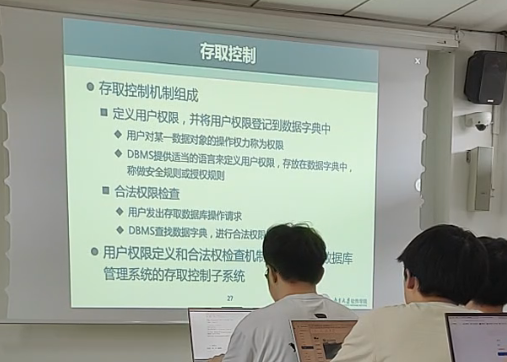 存取控制
存取控制机制组成
定义用户权限，并将用户权限登记到数据字典中
用户对某一数据对象的操作权力称为权限
DBMS提供适当的语言来定义用户权限，存放在数据字典中，
称做安全规则或授权规则
合法权限检查
用户发出存取数据库操作请求
DBMS查找数据字典，进行合法权限
用户权限定义和合法权检查机 数据库
管理系统的存取控制子系统
27